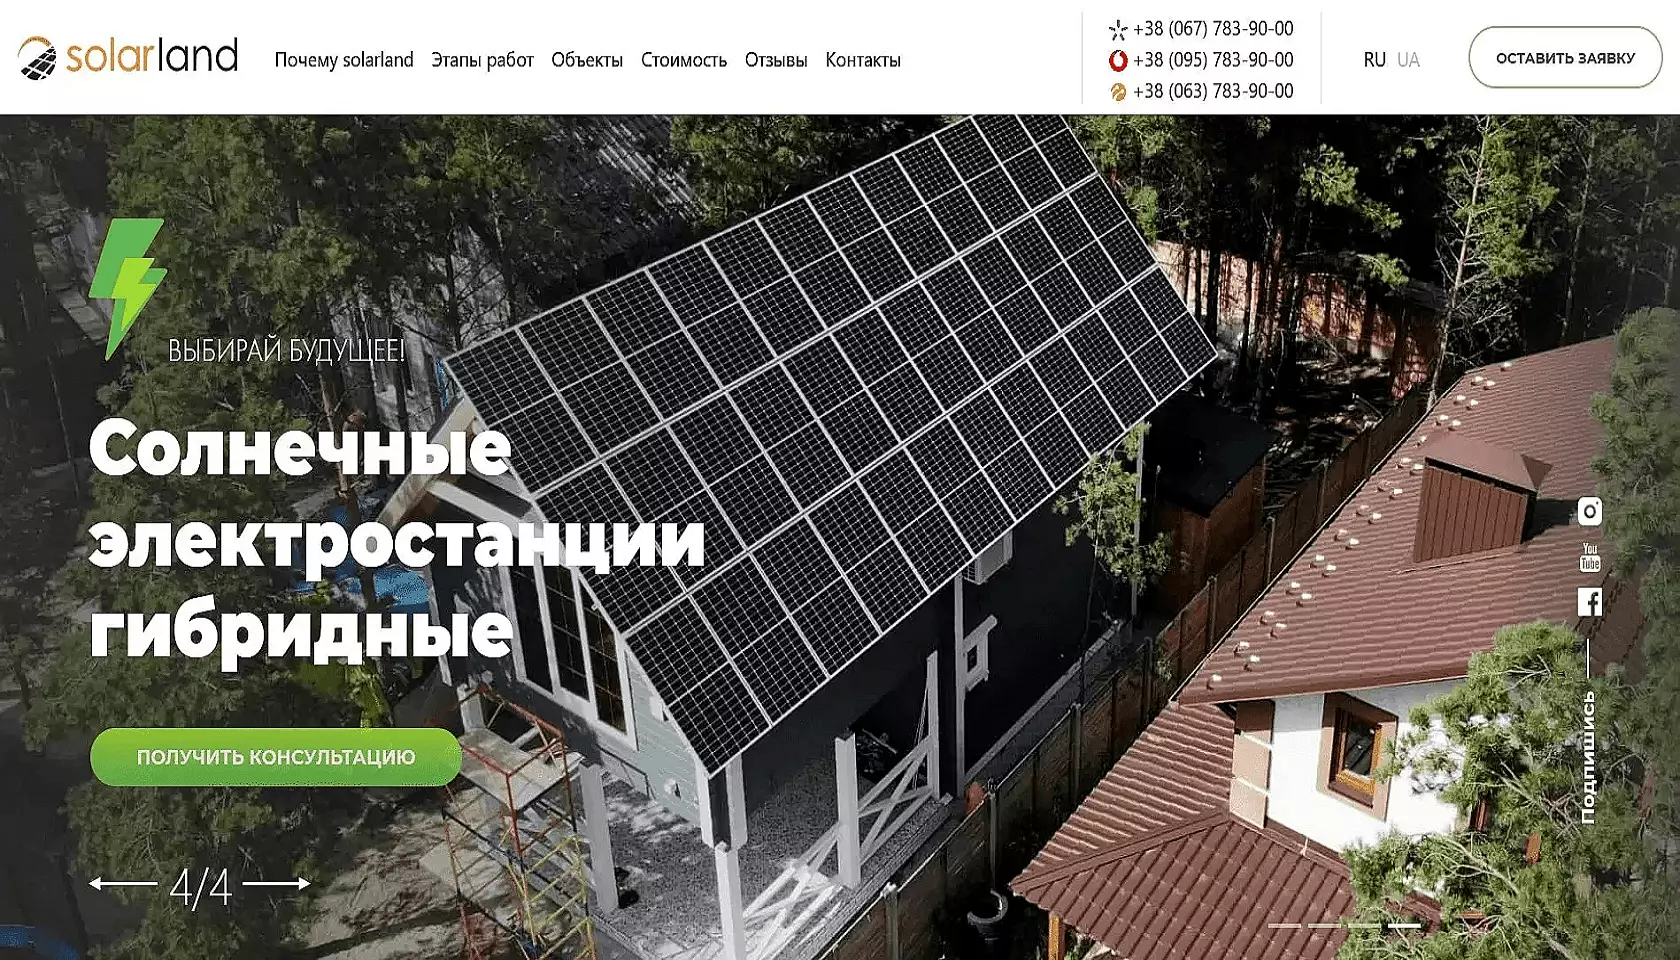 solarland
Почему solarland Этапы работ Объекты Стоимость Отзывы Контакты
+38 (067) 783-90-00
+38 (095) 783-90-00
+38 (063) 783-90-00
RU UA
ОСТАВИТЬ ЗАЯВКУ
ВЫБИРАЙ БУДУЩЕЕ!
Солнечные
электростанции
гибридные
ПОЛУЧИТЬ КОНСУЛЬТАЦИЮ
4/4
You
Tube
Подпишись